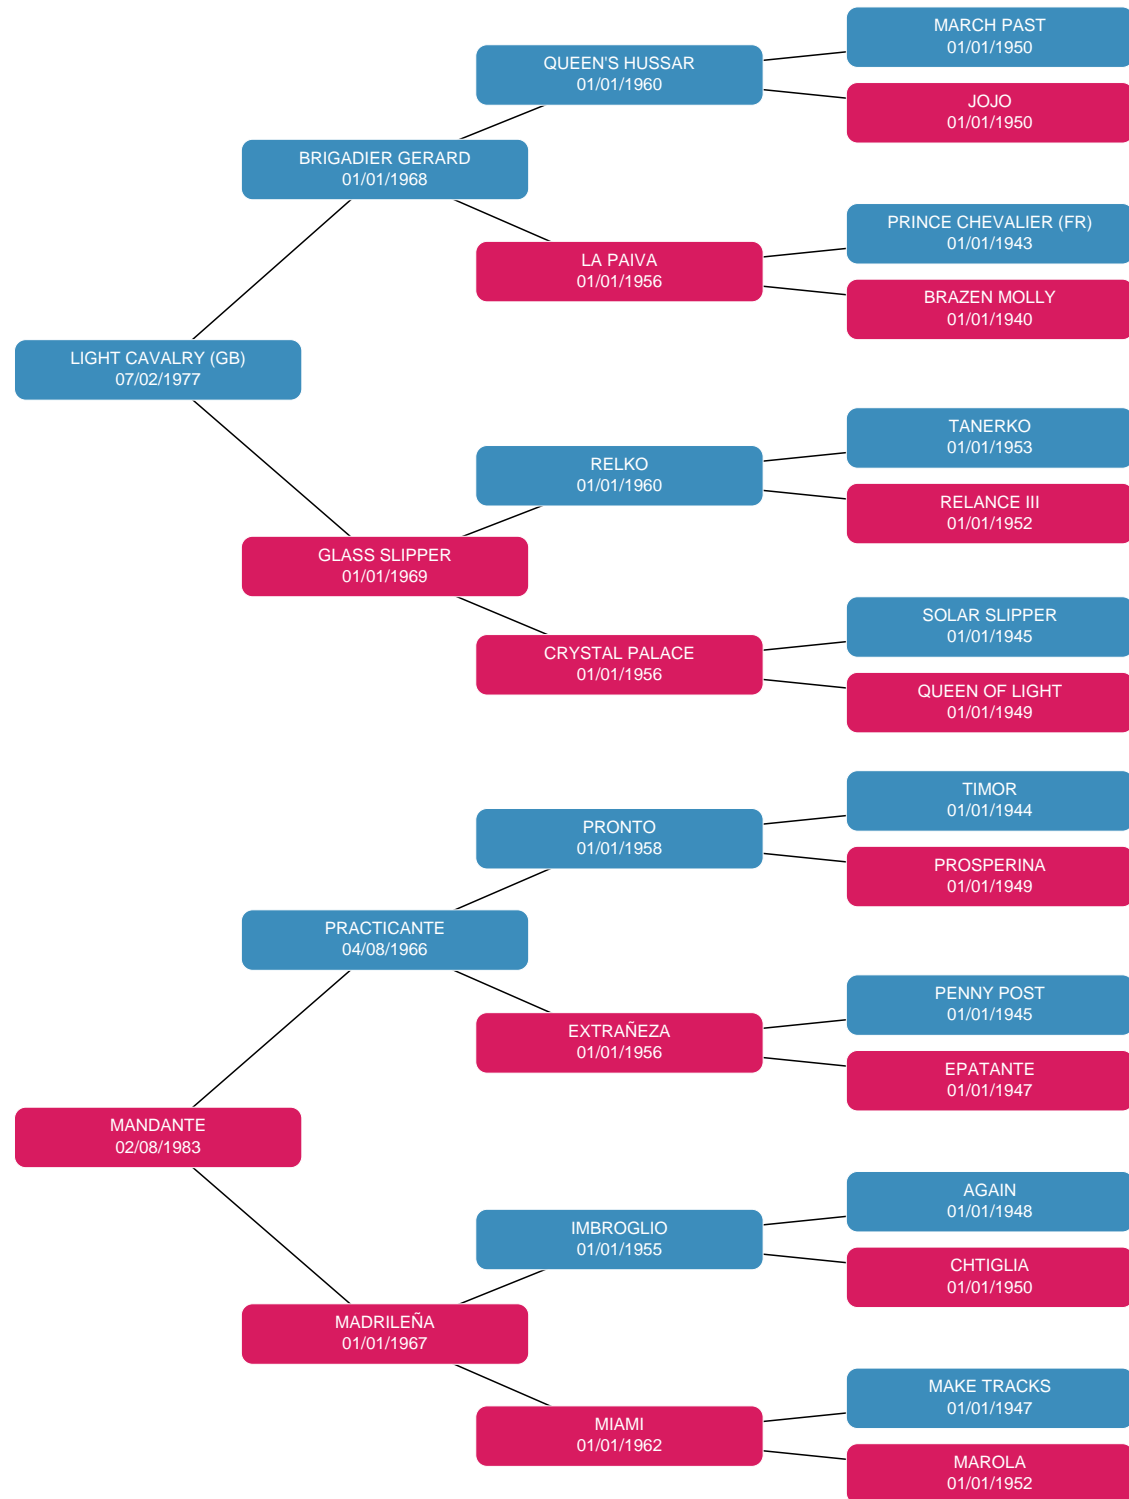 MARCH PAST
01/01/1950
QUEEN'S HUSSAR
01/01/1960
JOJO
01/01/1950
BRIGADIER GERARD
01/01/1968
PRINCE CHEVALIER (FR)
01/01/1943
LA PAIVA
01/01/1956
BRAZEN MOLLY
01/01/1940
LIGHT CAVALRY (GB)
07/02/1977
TANERKO
01/01/1953
RELKO
01/01/1960
RELANCE III
01/01/1952
GLASS SLIPPER
01/01/1969
SOLAR SLIPPER
01/01/1945
CRYSTAL PALACE
01/01/1956
QUEEN OF LIGHT
01/01/1949
TIMOR
01/01/1944
PRONTO
01/01/1958
PROSPERINA
01/01/1949
PRACTICANTE
04/08/1966
PENNY POST
01/01/1945
EXTRAÑEZA
01/01/1956
EPATANTE
01/01/1947
MANDANTE
02/08/1983
AGAIN
01/01/1948
IMBROGLIO
01/01/1955
CHTIGLIA
01/01/1950
MADRILEÑA
01/01/1967
MAKE TRACKS
01/01/1947
MIAMI
01/01/1962
MAROLA
01/01/1952